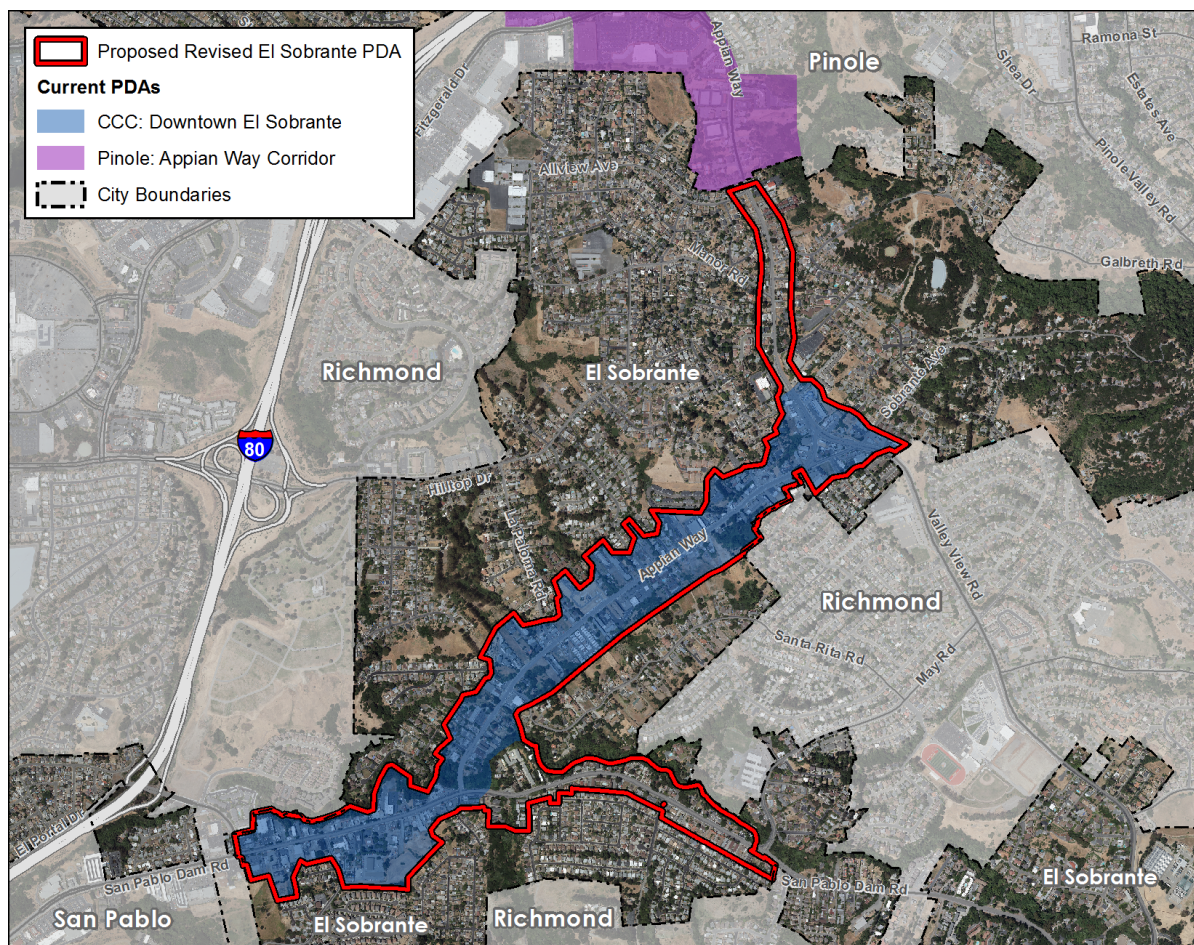 Proposed Revised El Sobrante PDA
Current PDAs
CCC: Downtown El Sobrante
Pinole: Appian Way Corridor
City Boundaries
Fitzgerald Dr
Appian Way
Pinole
Ramona St
Shea Dr
Estates Ave
Pinole Valley Rd
Allview Ave
Manor Rd
Galbreth Rd
Richmond
El Sobrante
Sobrante Ave
80
Hilltop Dr
La Paloma Rd
Appian Way
Valley View Rd
Richmond
Santa Rita Rd
May Rd
El Portal Dr
San Pablo Dam Rd
San Pablo Dam Rd
El Sobrante
San Pablo
El Sobrante
Richmond